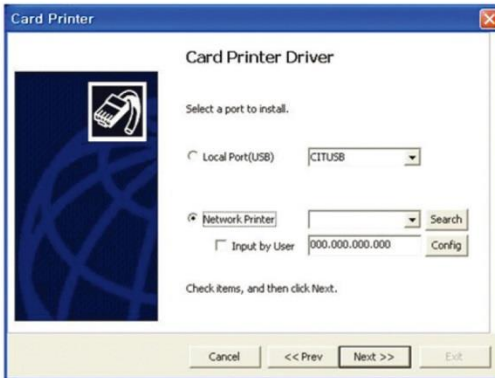 Card Printer
Card Printer Driver
Select a port to install.
Local Port(USB) CITUSB
Network Printer Search
Input by User 000.000.000.000 Config
Check items, and then click Next.
Cancel << Prev Next >> Exit